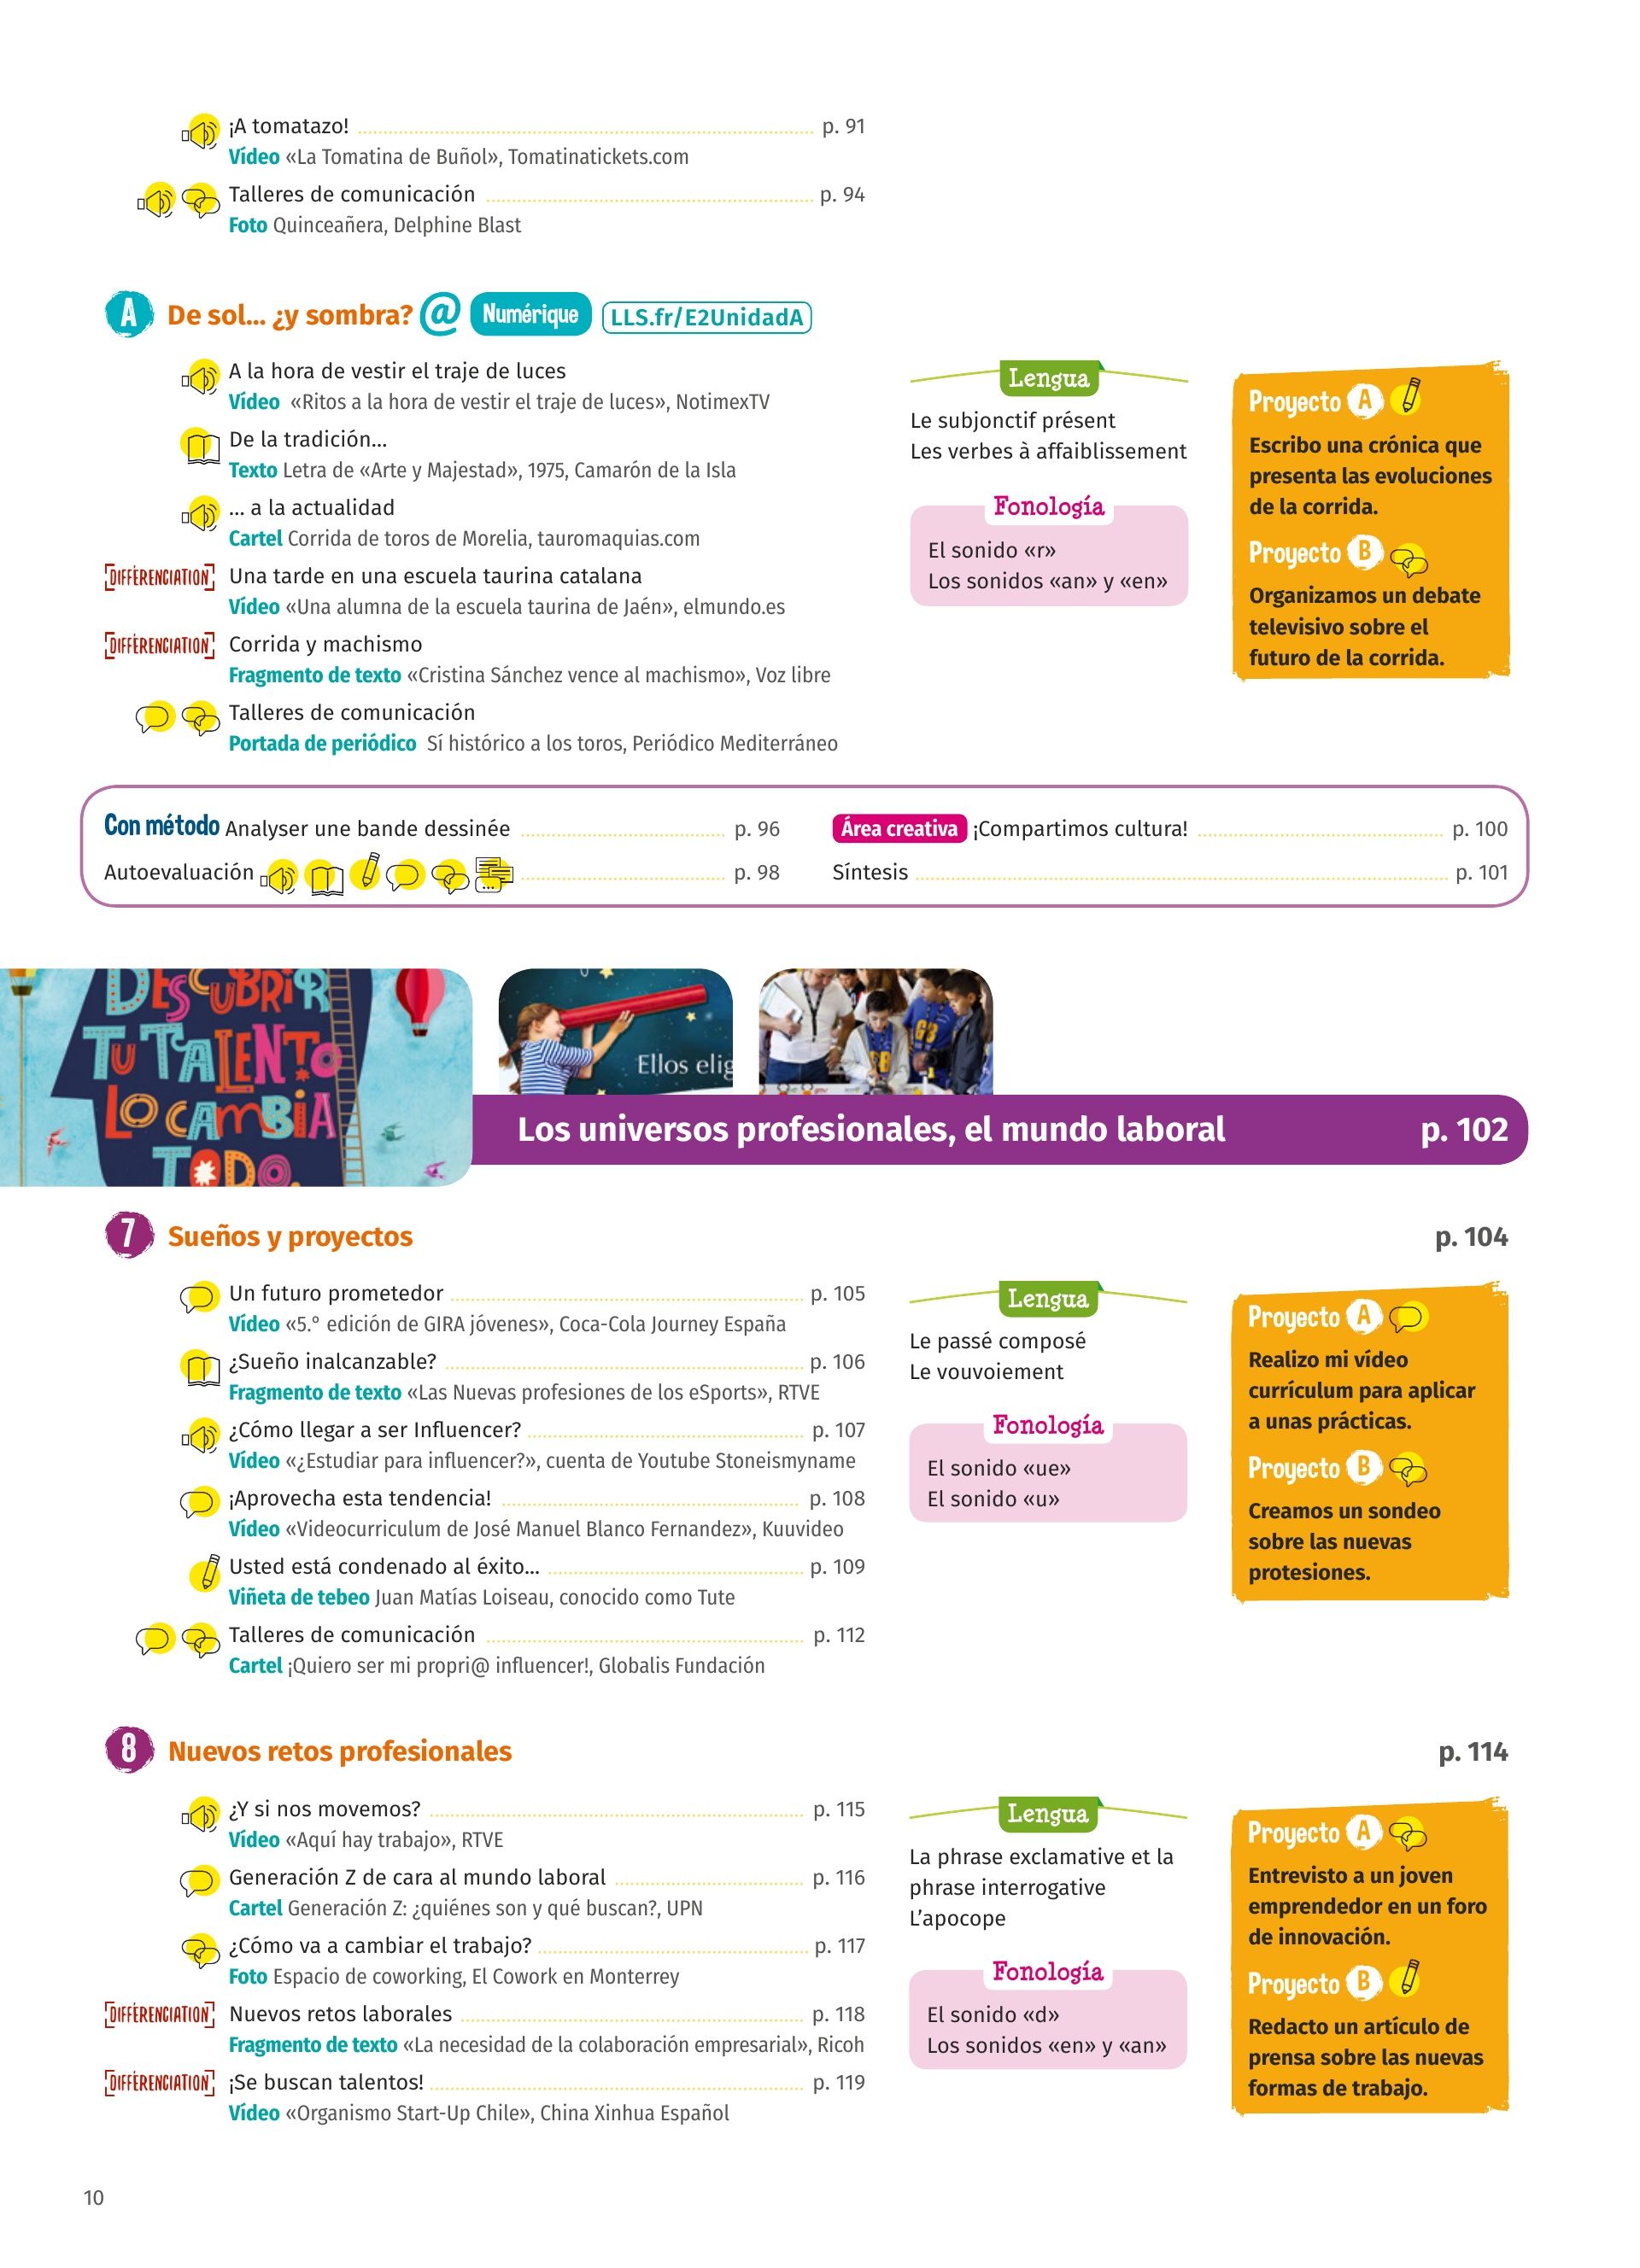 ¡A tomatazo! p. 91
Vídeo «La Tomatina de Buñol», Tomatinatickets.com
Talleres de comunicación p. 94
Foto Quinceañera, Delphine Blast
A De sol... ¿y sombra? @ Numérique LLS.fr/E2UnidadA
A la hora de vestir el traje de luces
Vídeo «Ritos a la hora de vestir el traje de luces», NotimexTV
De la tradición...
Texto Letra de «Arte y Majestad», 1975, Camarón de la Isla
... a la actualidad
Cartel Corrida de toros de Morelia, tauromaquias.com
DIFFÉRENCIATION Una tarde en una escuela taurina catalana
Vídeo «Una alumna de la escuela taurina de Jaén», elmundo.es
DIFFÉRENCIATION Corrida y machismo
Fragmento de texto «Cristina Sánchez vence al machismo», Voz libre
Talleres de comunicación
Portada de periódico Sí histórico a los toros, Periódico Mediterráneo
Lengua
Le subjonctif présent
Les verbes à affaiblissement
Fonología
El sonido «r»
Los sonidos «an» y «en»
Proyecto A
Escribo una crónica que
presenta las evoluciones
de la corrida.
Proyecto B
Organizamos un debate
televisivo sobre el
futuro de la corrida.
Con método Analyser une bande dessinée p. 96
Autoevaluación p. 98
Área creativa ¡Compartimos cultura! p. 100
Síntesis p. 101
DESCUBRIR
TU TALENTO
LO CAMBIA
TODO.
Ellos elig
GB
Los universos profesionales, el mundo laboral p. 102
7 Sueños y proyectos p. 104
Un futuro prometedor p. 105
Vídeo «5.° edición de GIRA jóvenes», Coca-Cola Journey España
¿Sueño inalcanzable? p. 106
Fragmento de texto «Las Nuevas profesiones de los eSports», RTVE
¿Cómo llegar a ser Influencer? p. 107
Vídeo «¿Estudiar para influencer?», cuenta de Youtube Stoneismyname
¡Aprovecha esta tendencia! p. 108
Vídeo «Videocurriculum de José Manuel Blanco Fernandez», Kuuvideo
Usted está condenado al éxito... p. 109
Viñeta de tebeo Juan Matías Loiseau, conocido como Tute
Talleres de comunicación p. 112
Cartel ¡Quiero ser mi propri@ influencer!, Globalis Fundación
Lengua
Le passé composé
Le vouvoiement
Fonología
El sonido «ue»
El sonido «u»
Proyecto A
Realizo mi vídeo
currículum para aplicar
a unas prácticas.
Proyecto B
Creamos un sondeo
sobre las nuevas
protesiones.
8 Nuevos retos profesionales p. 114
¿Y si nos movemos? p. 115
Vídeo «Aquí hay trabajo», RTVE
Generación Z de cara al mundo laboral p. 116
Cartel Generación Z: ¿quiénes son y qué buscan?, UPN
¿Cómo va a cambiar el trabajo? p. 117
Foto Espacio de coworking, El Cowork en Monterrey
DIFFÉRENCIATION Nuevos retos laborales p. 118
Fragmento de texto «La necesidad de la colaboración empresarial», Ricoh
DIFFÉRENCIATION ¡Se buscan talentos! p. 119
Vídeo «Organismo Start-Up Chile», China Xinhua Español
Lengua
La phrase exclamative et la
phrase interrogative
L'apocope
Fonología
El sonido «d»
Los sonidos «en» y «an»
Proyecto A
Entrevisto a un joven
emprendedor en un foro
de innovación.
Proyecto B
Redacto un artículo de
prensa sobre las nuevas
formas de trabajo.
10